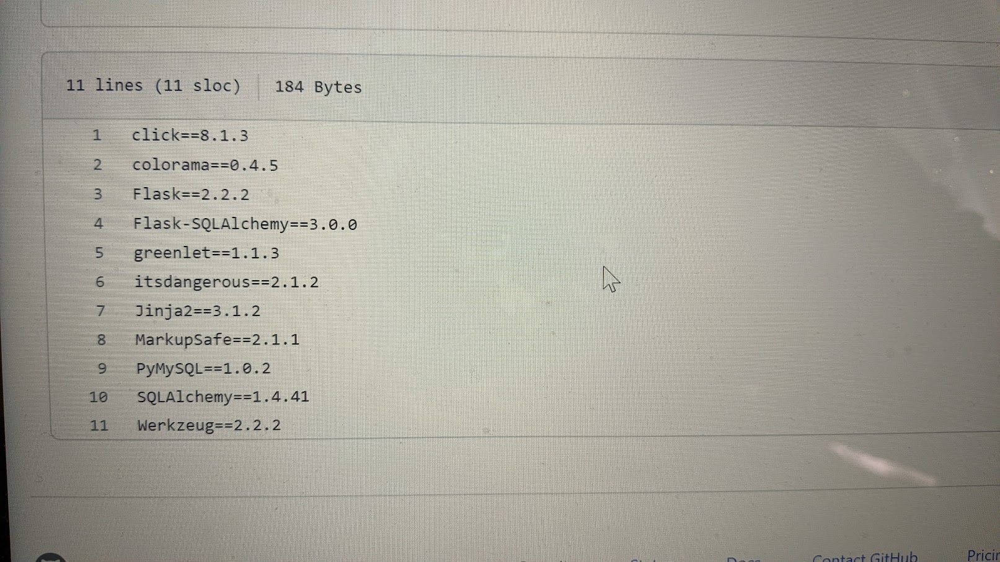 11 lines (11 sloc) 184 Bytes
1 click==8.1.3
2 colorama==0.4.5
3 Flask==2.2.2
4 Flask-SQLAlchemy==3.0.0
5 greenlet==1.1.3
6 itsdangerous==2.1.2
7 Jinja2==3.1.2
8 MarkupSafe==2.1.1
9 PyMySQL==1.0.2
10 SQLAlchemy==1.4.41
11 Werkzeug==2.2.2
Docs Contact GitHub